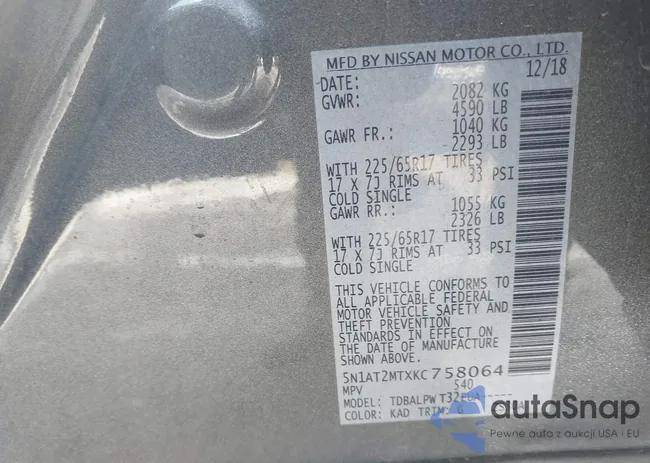 MFD BY NISSAN MOTOR CO., LTD.
DATE: 12/18
GVWR: 2082 KG
4590 LB
GAWR FR.: 1040 KG
2293 LB
WITH 225/65R17 TIRES
17 X 7J RIMS AT 33 PSI
COLD SINGLE
GAWR RR.: 1055 KG
2326 LB
WITH 225/65R17 TIRES
17 X 7J RIMS AT 33 PSI
COLD SINGLE
THIS VEHICLE CONFORMS TO
ALL APPLICABLE FEDERAL
MOTOR VEHICLE SAFETY AND
THEFT PREVENTION
STANDARDS IN EFFECT ON
THE DATE OF MANUFACTURE
SHOWN ABOVE.
5N1AT2MTXKC758064
MPV 540
MODEL: TDBALPW
COLOR: KAD TRIM: G
autoSnap
Pewne auta z aukcji USA i EU